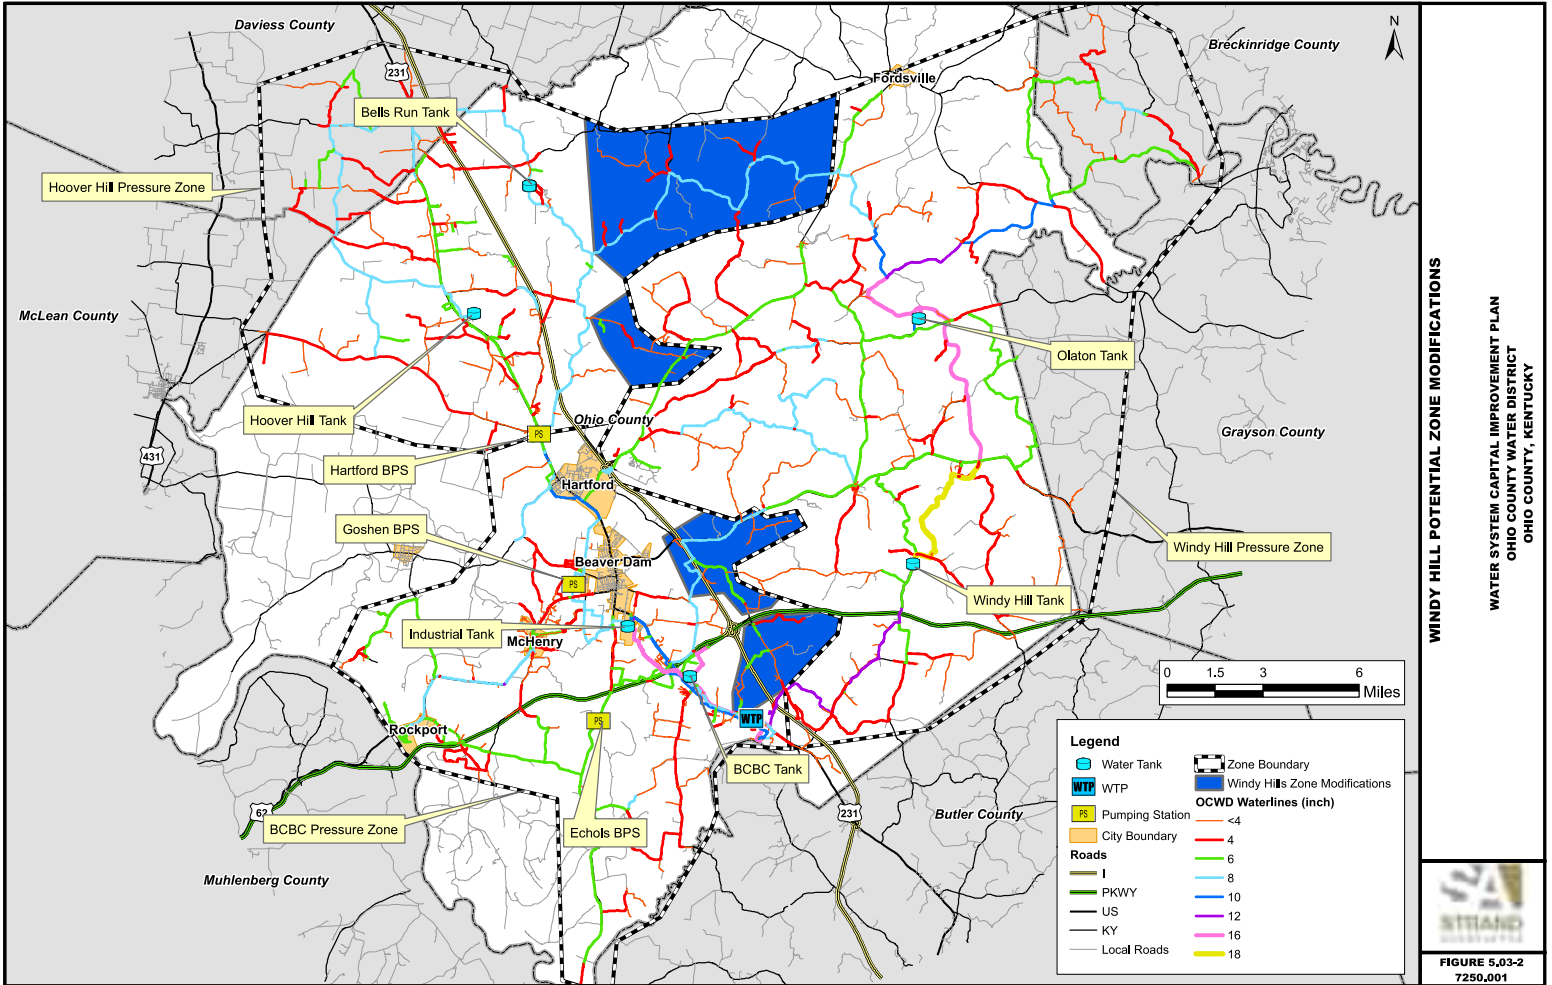 Daviess County
N
Breckinridge County
231
Fordsville
Bells Run Tank
Hoover Hill Pressure Zone
McLean County
Olaton Tank
Hoover Hill Tank
Ohio County
PS
Grayson County
431
Hartford BPS
Hartford
Goshen BPS
Windy Hill Pressure Zone
Beaver Dam
PS
Windy Hill Tank
Industrial Tank
McHenry
0 1.5 3 6
Miles
PS
WTP
Rockport
BCBC Tank
62
BCBC Pressure Zone
Echols BPS
231
Butler County
Muhlenberg County
Legend
Water Tank
WTP WTP
PS Pumping Station
City Boundary
Roads
I
PKWY
US
KY
Local Roads
Zone Boundary
Windy Hills Zone Modifications
OCWD Waterlines (inch)
<4
4
6
8
10
12
16
18
WINDY HILL POTENTIAL ZONE MODIFICATIONS
WATER SYSTEM CAPITAL IMPROVEMENT PLAN
OHIO COUNTY WATER DISTRICT
OHIO COUNTY, KENTUCKY
STRAND
FIGURE 5.03-2
7250.001